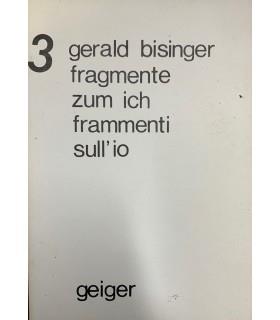 3 gerald bisinger
fragmente
zum ich
frammenti
sull'io
geiger